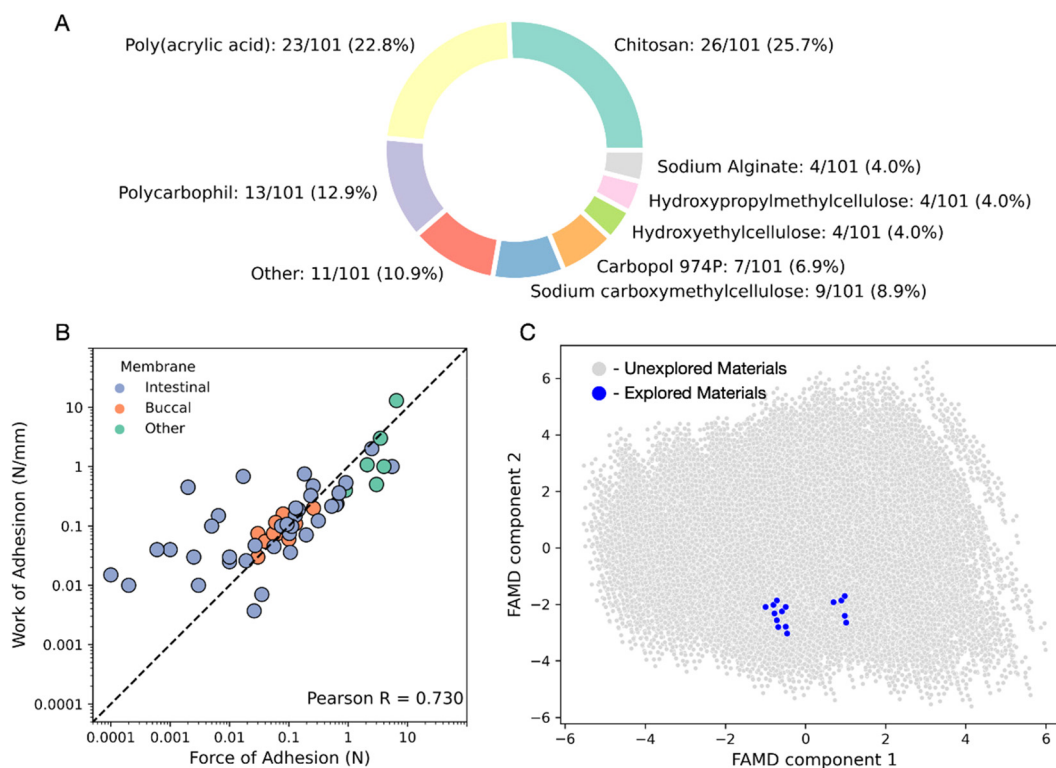 A
Poly(acrylic acid): 23/101 (22.8%)
Chitosan: 26/101 (25.7%)
Polycarbophil: 13/101 (12.9%)
Sodium Alginate: 4/101 (4.0%)
Hydroxypropylmethylcellulose: 4/101 (4.0%)
Hydroxyethylcellulose: 4/101 (4.0%)
Other: 11/101 (10.9%)
Carbopol 974P: 7/101 (6.9%)
Sodium carboxymethylcellulose: 9/101 (8.9%)
B
Membrane
Intestinal
Buccal
Other
10
1
0.1
0.01
0.001
0.0001
Work of Adhesinon (N/mm)
Pearson R = 0.730
0.0001 0.001 0.01 0.1 1 10
Force of Adhesion (N)
C
- Unexplored Materials
- Explored Materials
6
4
2
0
−2
−4
−6
FAMD component 2
−6 −4 −2 0 2 4 6
FAMD component 1